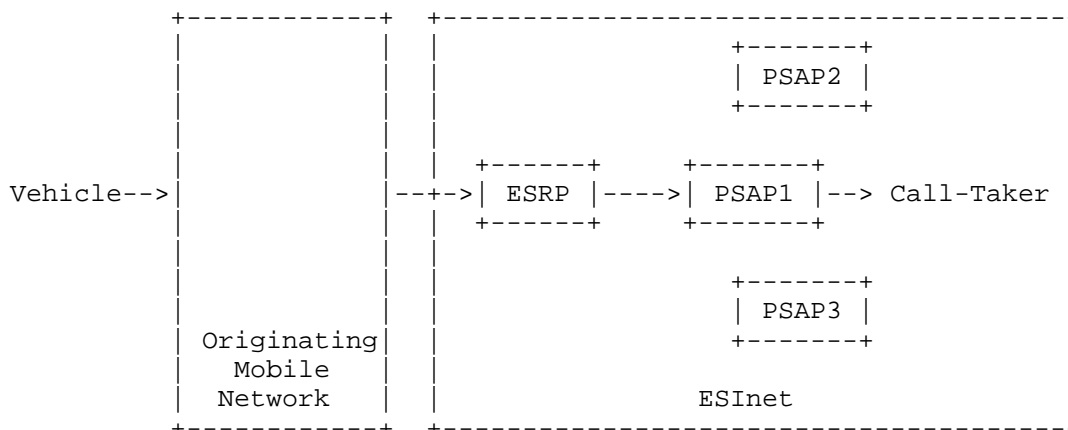 PSAP2
Vehicle--> --+->| ESRP |---->| PSAP1 |--> Call-Taker
PSAP3
Originating
Mobile
Network ESInet